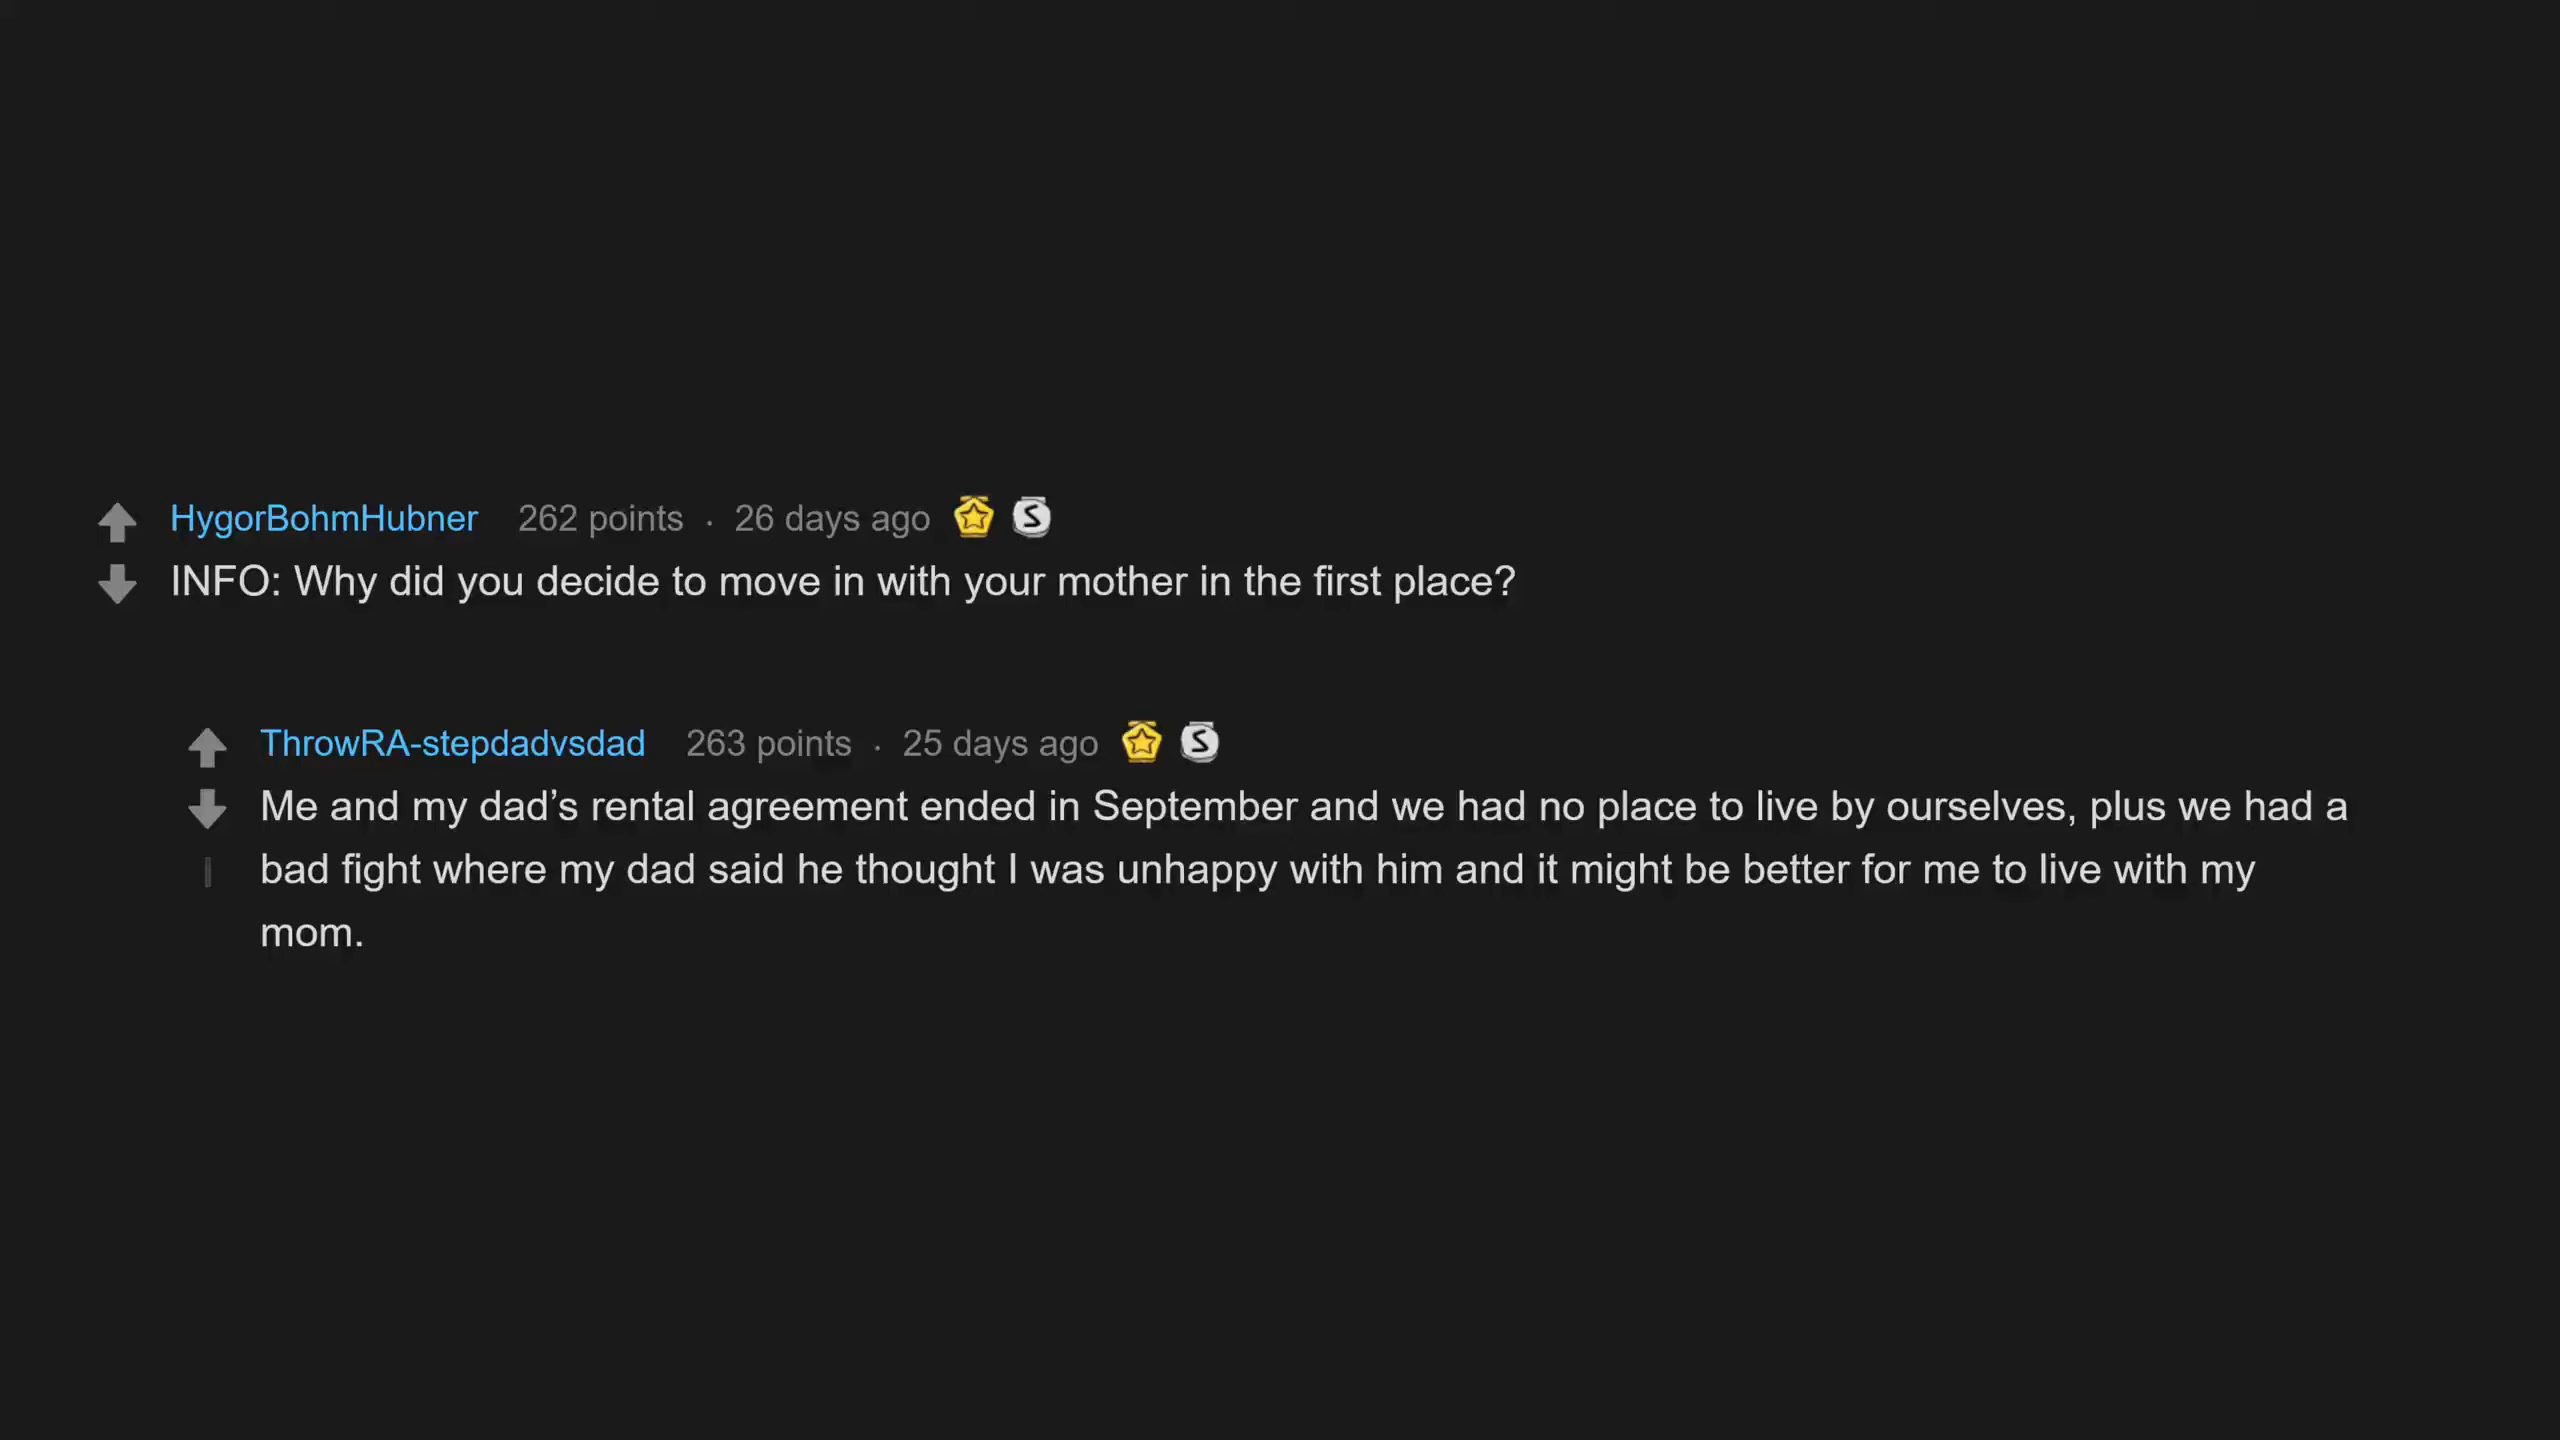 HygorBohmHubner 262 points · 26 days ago S
INFO: Why did you decide to move in with your mother in the first place?
ThrowRA-stepdadvsdad 263 points · 25 days ago S
Me and my dad’s rental agreement ended in September and we had no place to live by ourselves, plus we had a
bad fight where my dad said he thought I was unhappy with him and it might be better for me to live with my
mom.